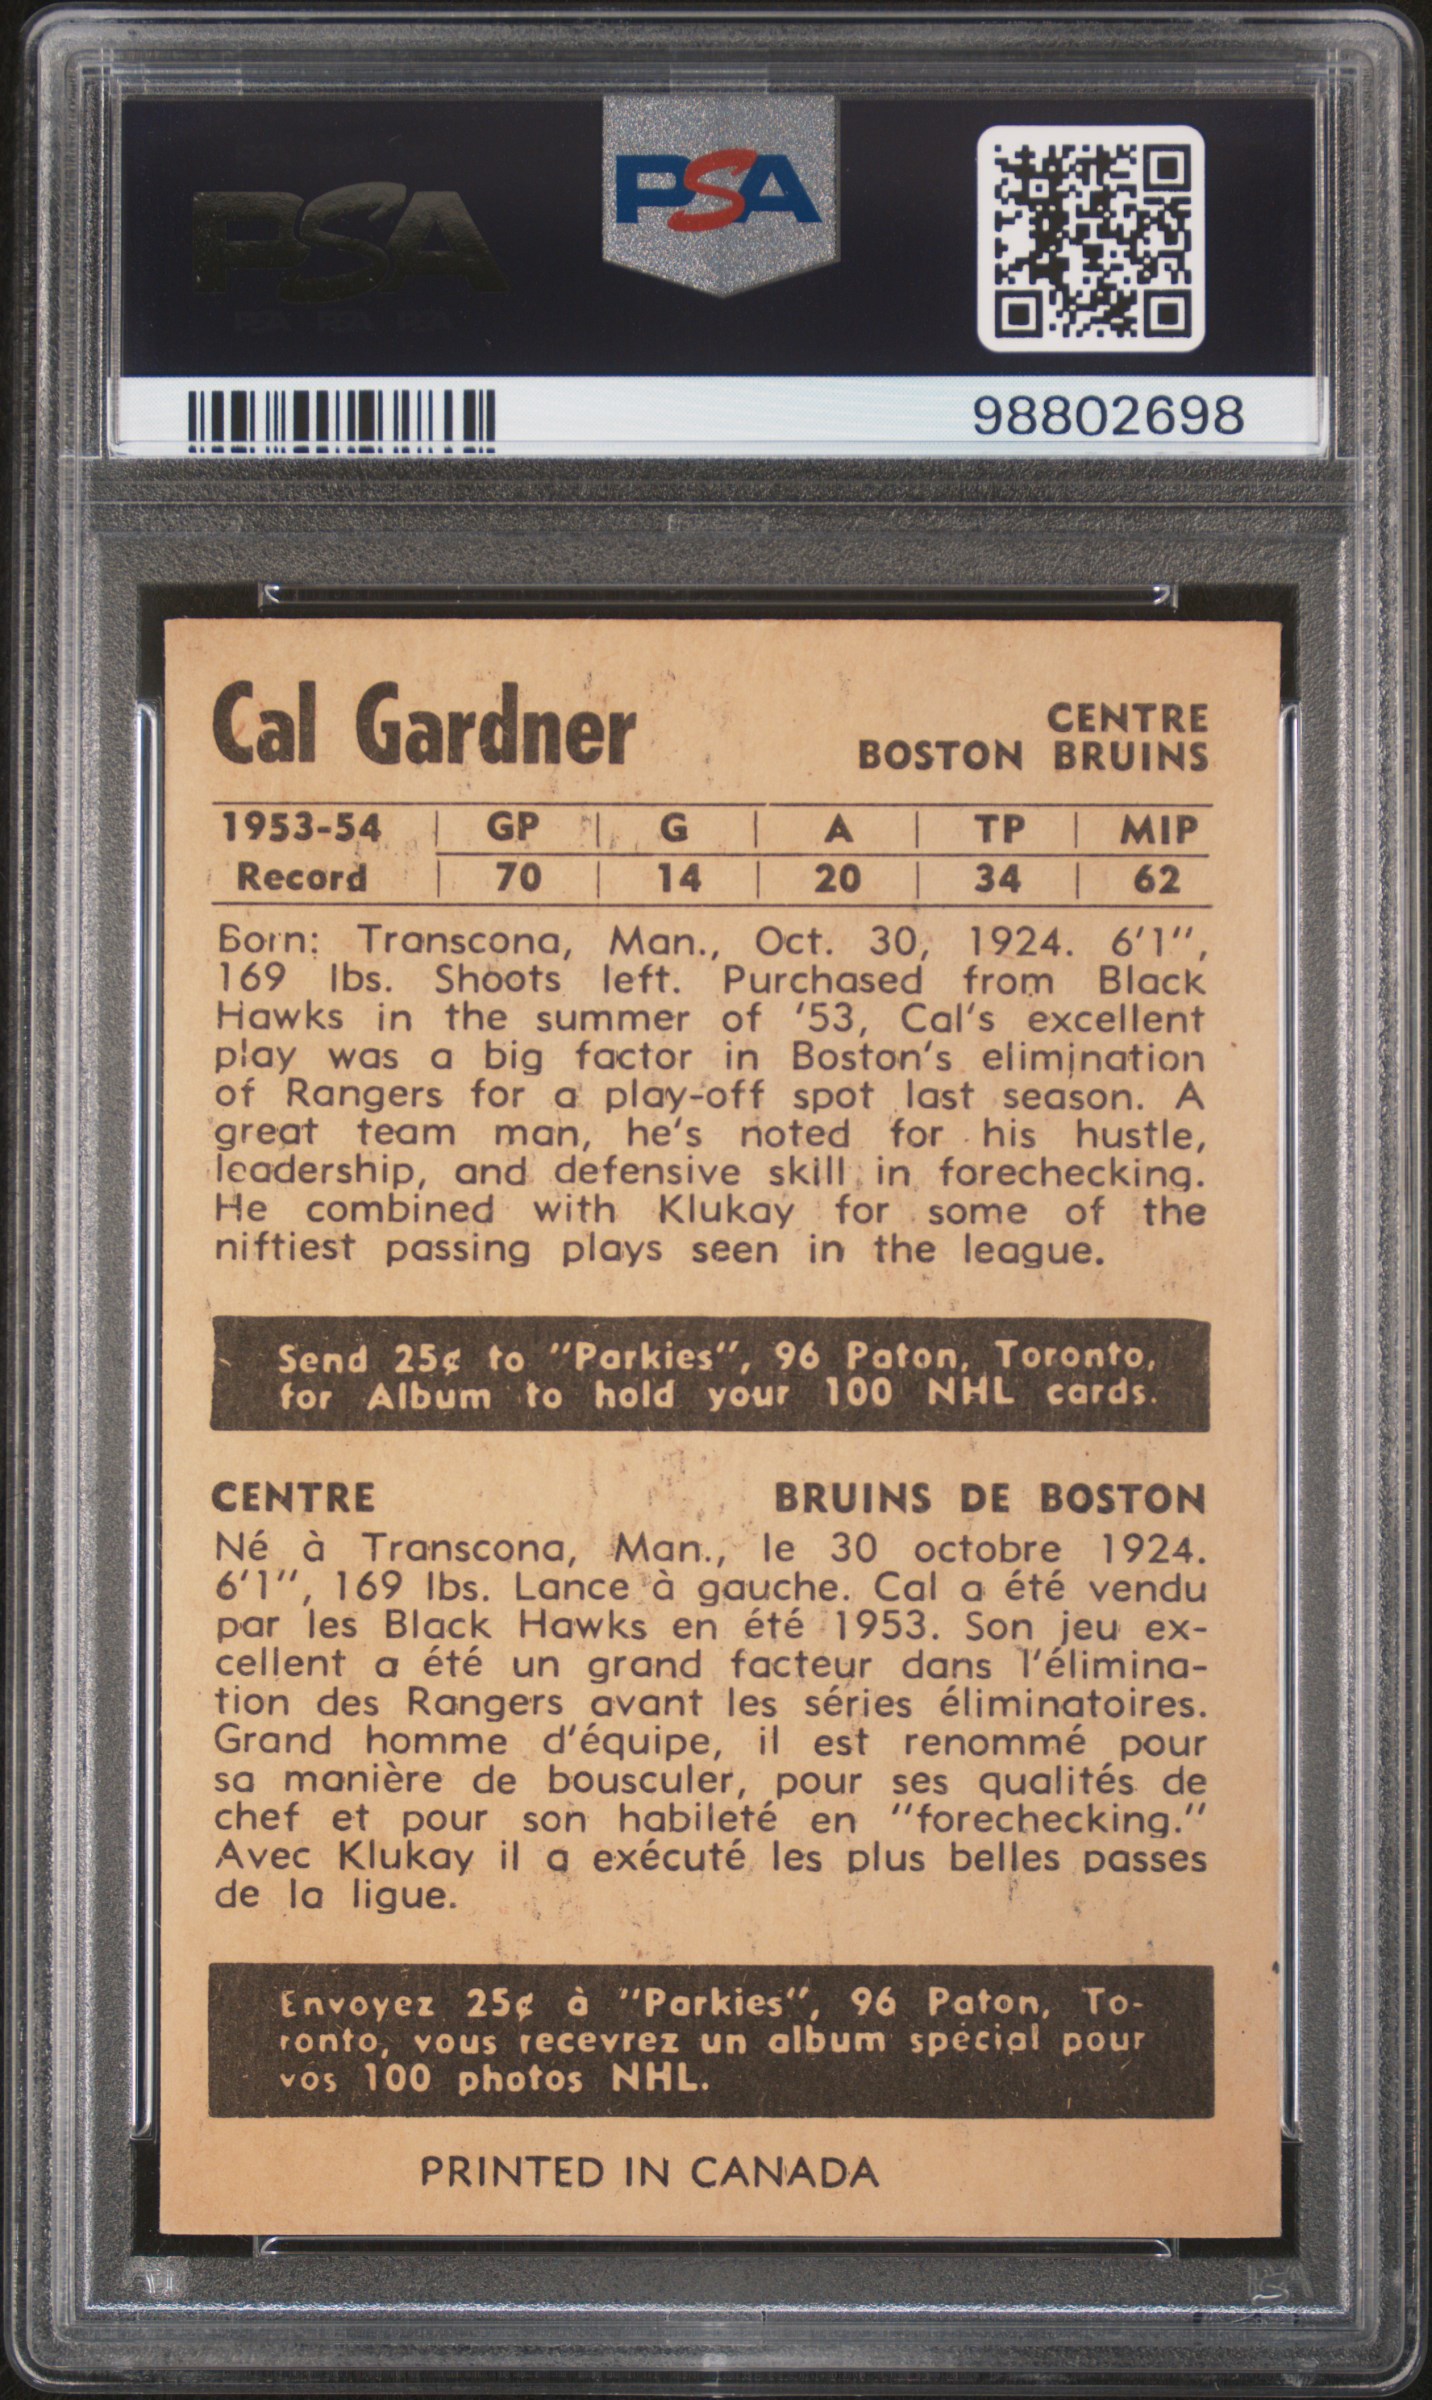 PSA
PSA
98802698
Cal Gardner
CENTRE
BOSTON BRUINS
1953-54 | GP | G | A | TP | MIP
Record | 70 | 14 | 20 | 34 | 62
Born: Transcona, Man., Oct. 30, 1924. 6'1",
169 lbs. Shoots left. Purchased from Black
Hawks in the summer of '53, Cal's excellent
play was a big factor in Boston's elimination
of Rangers for a play-off spot last season. A
great team man, he's noted for his hustle,
leadership, and defensive skill in forechecking.
He combined with Klukay for some of the
niftiest passing plays seen in the league.
Send 25¢ to "Parkies", 96 Paton, Toronto,
for Album to hold your 100 NHL cards.
CENTRE BRUINS DE BOSTON
Né à Transcona, Man., le 30 octobre 1924.
6'1", 169 lbs. Lance à gauche. Cal a été vendu
par les Black Hawks en été 1953. Son jeu ex-
cellent a été un grand facteur dans l'élimina-
tion des Rangers avant les séries éliminatoires.
Grand homme d'équipe, il est renommé pour
sa manière de bousculer, pour ses qualités de
chef et pour son habileté en "forechecking."
Avec Klukay il a exécuté les plus belles passes
de la ligue.
Envoyez 25¢ à "Parkies", 96 Paton, To-
ronto, vous recevrez un album spécial pour
vos 100 photos NHL.
PRINTED IN CANADA
PSA